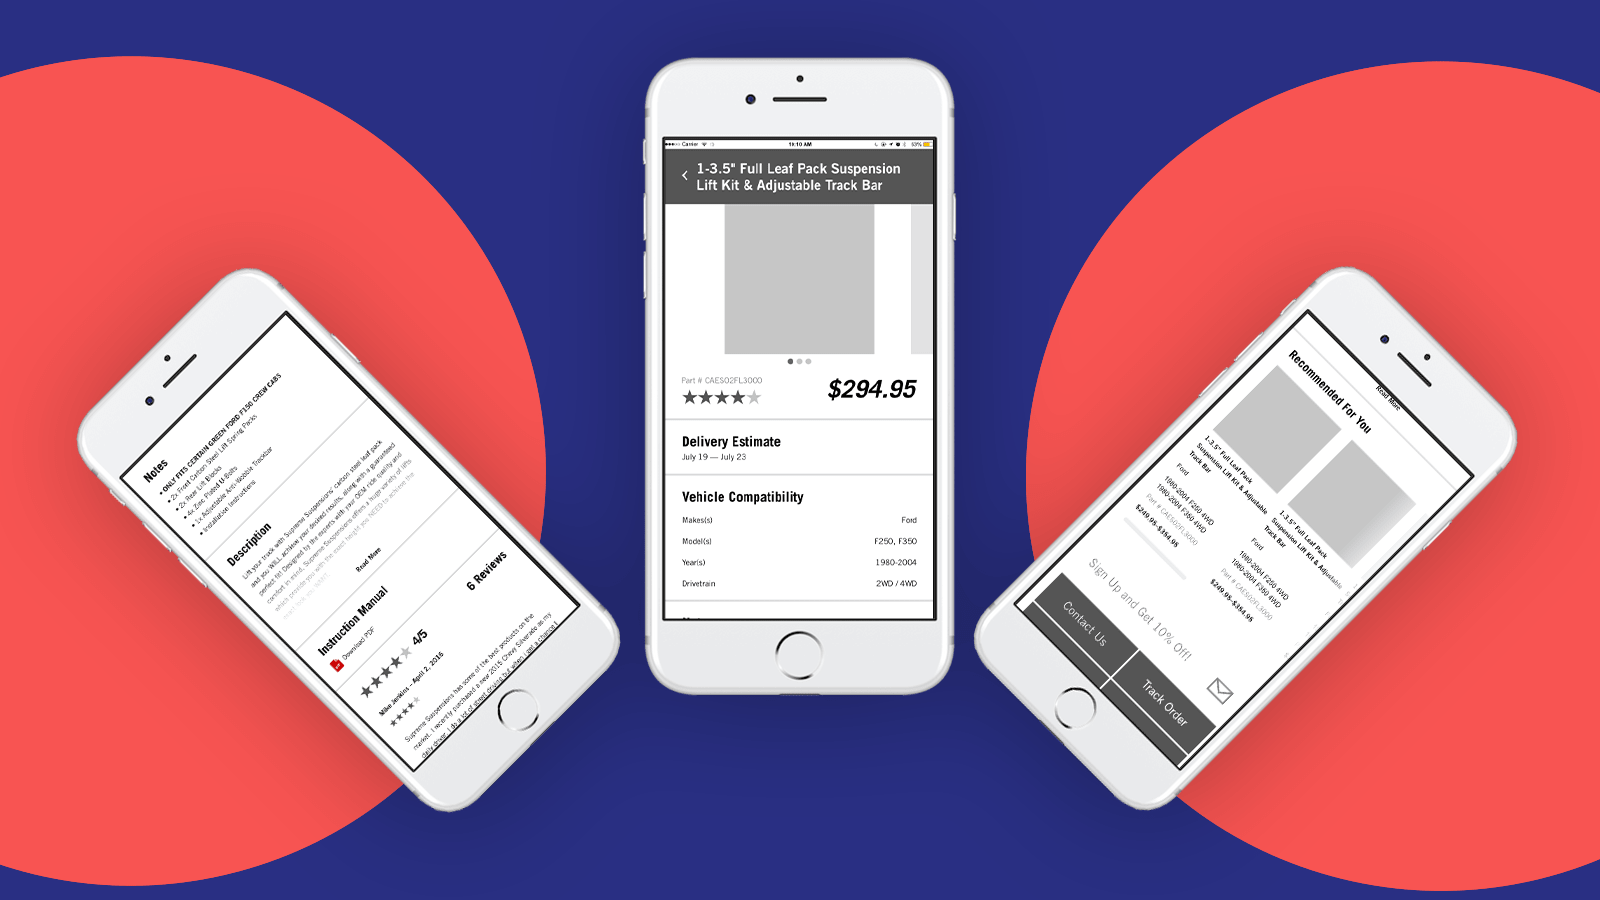 Notes
• ONLY FITS CERTAIN GREEN FORD F150 CREW CABS
• 2x Front Carbon Steel Lift Spring Packs
• 2x Rear Lift Blocks
• 4x Zinc Plated U-Bolts
• 1x Adjustable Anti-Wobble Trackbar
• Installation Instructions
Description
Lift your truck with Supreme Suspensions' carbon steel leaf pack
and you WILL achieve your desired results, along with a guaranteed
perfect fit! Designed by the experts with your OEM ride quality and
comfort in mind, Supreme Suspensions offers a huge variety of lifts
which provide you with the exact height you NEED to achieve the
Read More
Instruction Manual
Download PDF
4/5
6 Reviews
Mike Jenkins – April 2, 2016
Supreme Suspensions has some of the best products on the
market. I recently purchased a new 2015 Chevy Silverado as my
daily driver. I do a lot of street driving but when I get a chance
Carrier
11:10 AM
53%
1-3.5" Full Leaf Pack Suspension
Lift Kit & Adjustable Track Bar
Part # CAES02FL3000
$294.95
Delivery Estimate
July 19 — July 23
Vehicle Compatibility
Makes(s) Ford
Model(s) F250, F350
Year(s) 1980-2004
Drivetrain 2WD / 4WD
Read More
Recommended For You
1-3.5" Full Leaf Pack
Suspension Lift Kit & Adjustable
Track Bar
Ford
1980-2004 F250 4WD
1980-2004 F350 4WD
Part # CAES02FL3000
$249.95-$354.95
1-3.5" Full Leaf Pack
Suspension Lift Kit & Adjustable
Track Bar
Ford
1980-2004 F250 4WD
1980-2004 F350 4WD
Part # CAES02FL3000
$249.95-$354.95
Sign Up and Get 10% Off!
Contact Us
Track Order